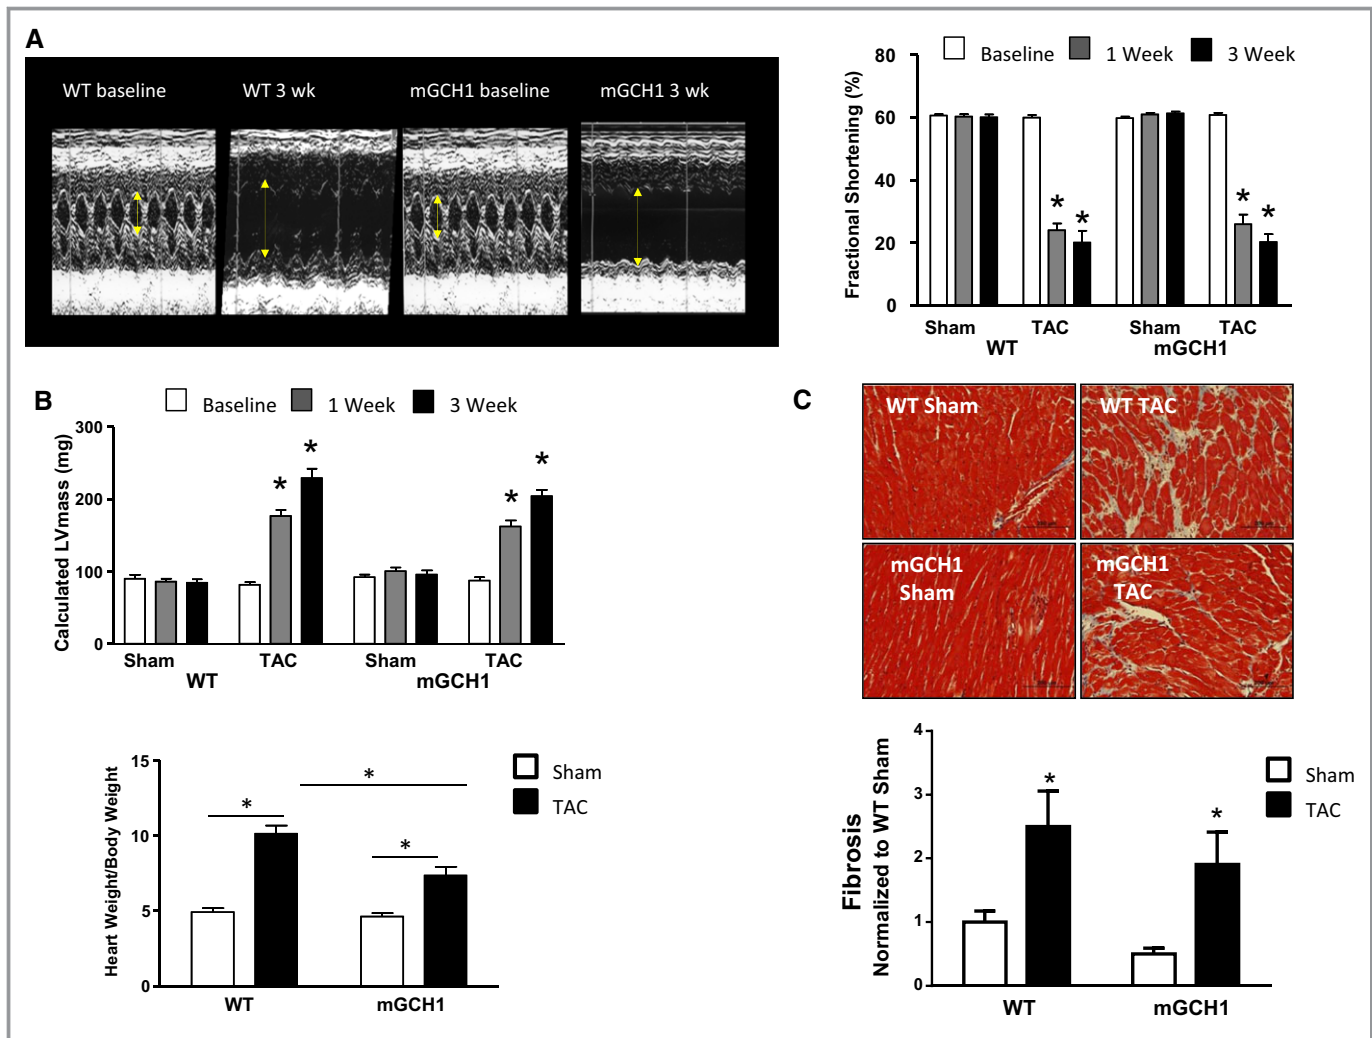 A
WT baseline
WT 3 wk
mGCH1 baseline
mGCH1 3 wk
Baseline
1 Week
3 Week
Fractional Shortening (%)
80
60
40
20
0
*
*
*
*
Sham
TAC
Sham
TAC
WT
mGCH1
B
Baseline
1 Week
3 Week
Calculated LVmass (mg)
300
200
100
0
*
*
*
*
Sham
TAC
Sham
TAC
WT
mGCH1
Heart Weight/Body Weight
15
10
5
0
*
*
*
Sham
TAC
WT
mGCH1
C
WT Sham
WT TAC
mGCH1
Sham
mGCH1
TAC
Fibrosis
Normalized to WT Sham
4
3
2
1
0
*
*
Sham
TAC
WT
mGCH1